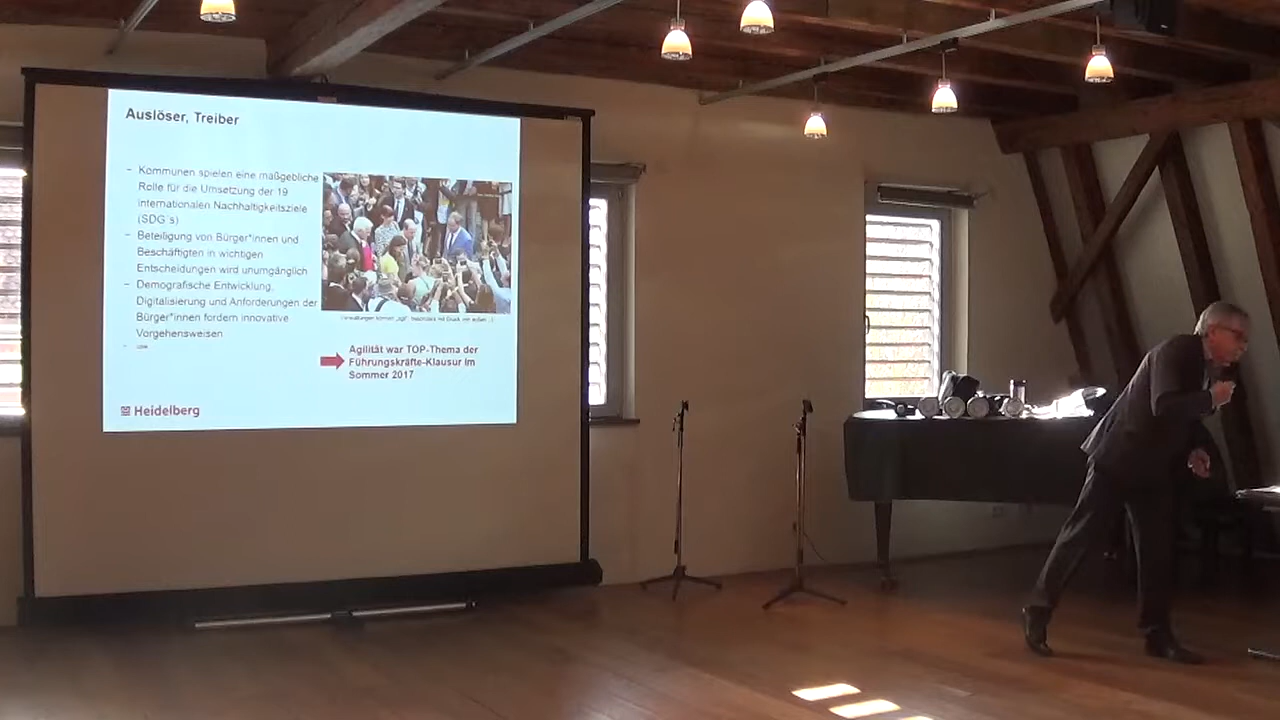 Auslöser, Treiber
– Kommunen spielen eine maßgebliche
Rolle für die Umsetzung der 19
internationalen Nachhaltigkeitsziele
(SDG´s)
– Beteiligung von Bürger*innen und
Beschäftigten in wichtigen
Entscheidungen wird unumgänglich
– Demografische Entwicklung,
Digitalisierung und Anforderungen der
Bürger*innen fordern innovative
Vorgehensweisen
- usw.
Agilität war TOP-Thema der
Führungskräfte-Klausur im
Sommer 2017
Heidelberg